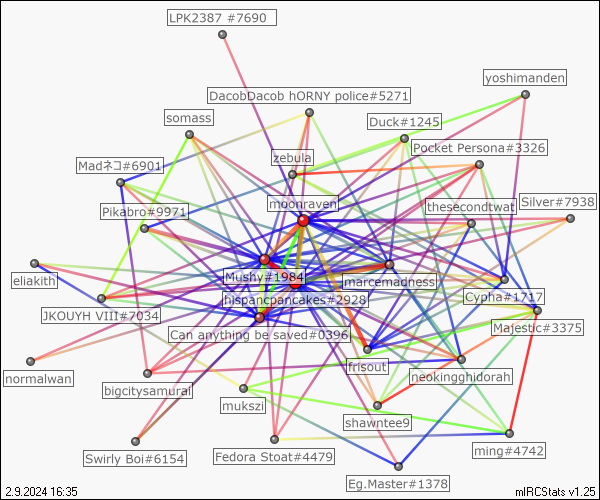 LPK2387 #7690
yoshimanden
DacobDacob hORNY police#5271
somass
Duck#1245
Pocket Persona#3326
zebula
Madネコ#6901
moonraven
thesecondtwat
Silver#7938
Pikabro#9971
eliakith
Mushy#1984
marcemadness
hispancpancakes#2928
Cypha#1717
JKOUYH VIII#7034
Majestic#3375
Can anything be saved#0396
frisout
normalwan
neokingghidorah
bigcitysamurai
mukszi
shawntee9
Swirly Boi#6154
Fedora Stoat#4479
ming#4742
Eg.Master#1378
2.9.2024 16:35
mIRCStats v1.25